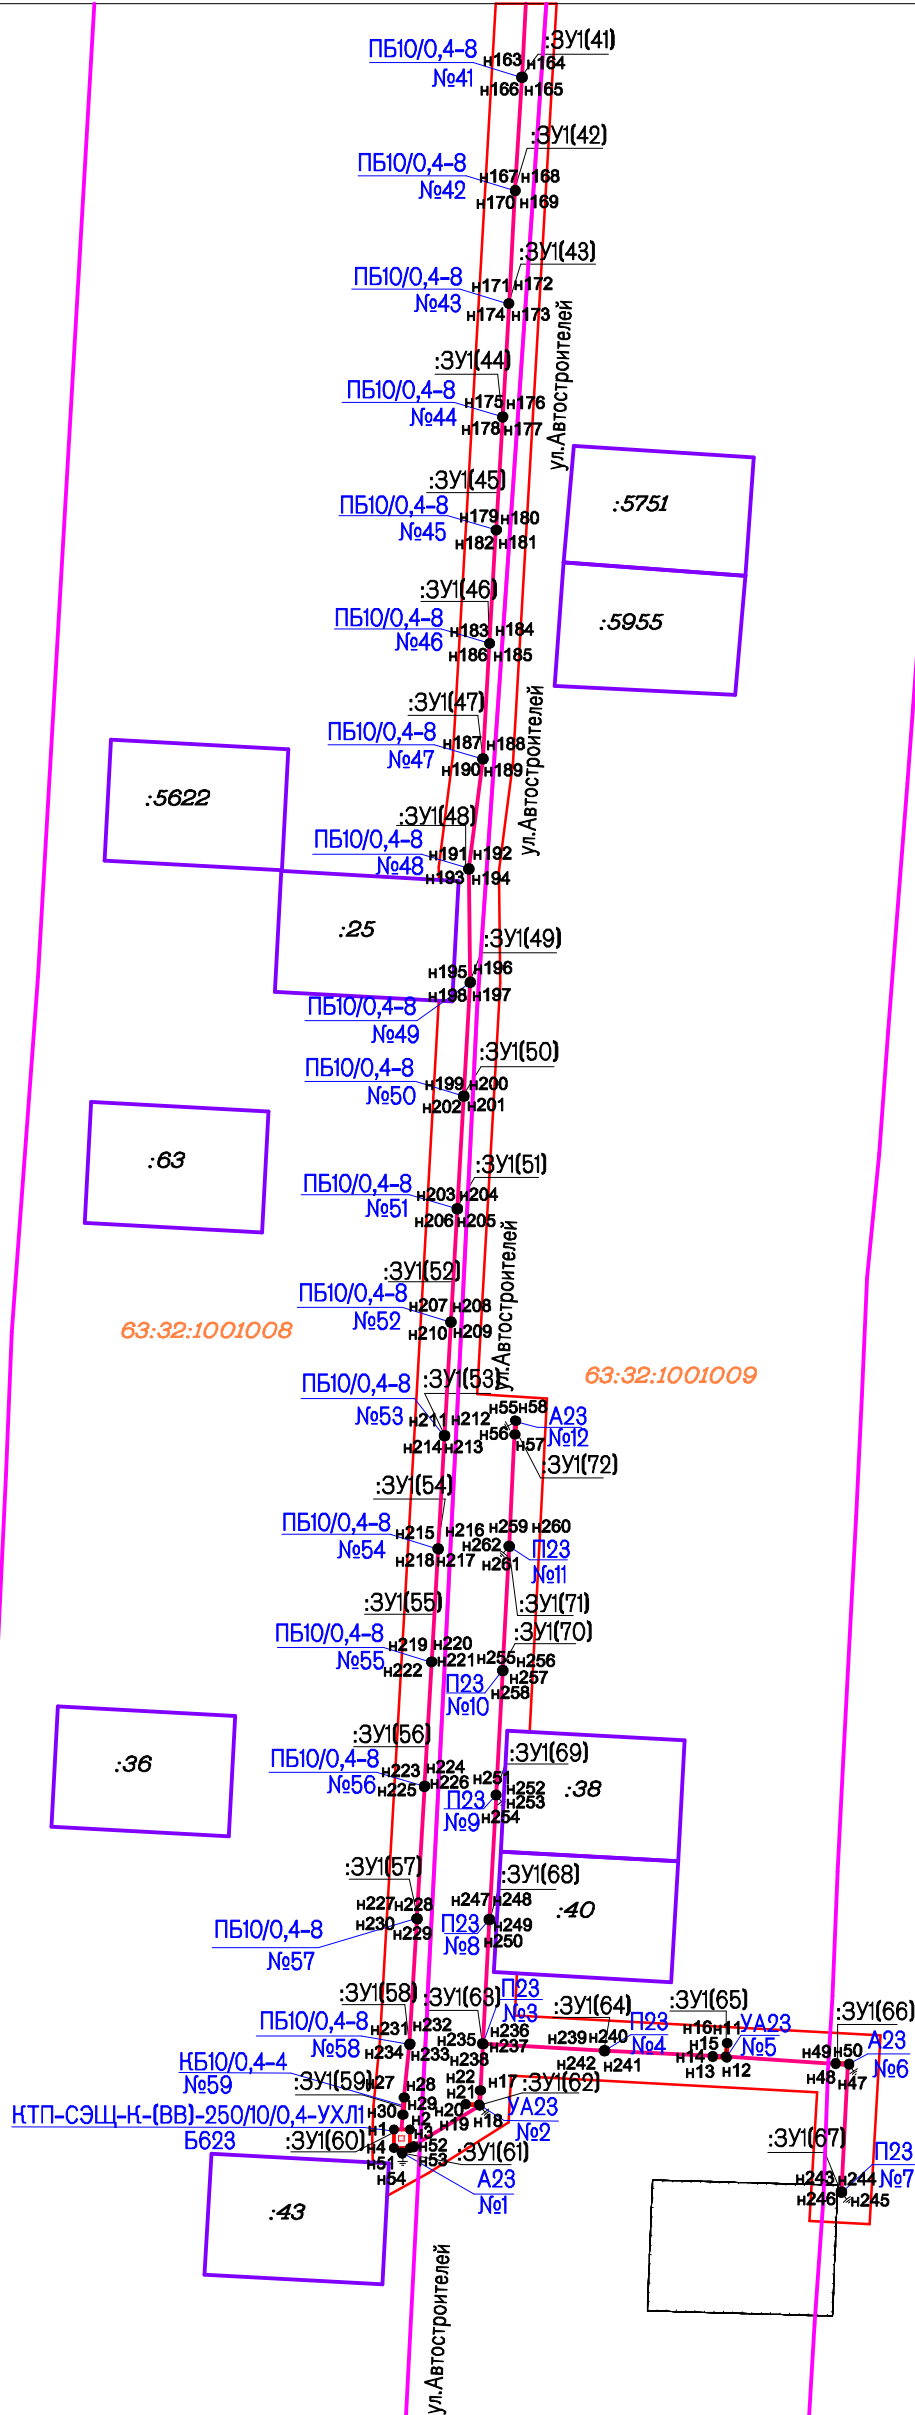 :ЗУ1(41)
ПБ10/0,4-8
№41
н163
н164
н166
н165
:ЗУ1(42)
ПБ10/0,4-8
№42
н167
н168
н170
н169
:ЗУ1(43)
ПБ10/0,4-8
№43
н171
н172
н174
н173
ул.Автостроителей
:ЗУ1(44)
ПБ10/0,4-8
№44
н175
н176
н178
н177
:5751
:ЗУ1(45)
ПБ10/0,4-8
№45
н179
н180
н182
н181
:5955
:ЗУ1(46)
ПБ10/0,4-8
№46
н183
н184
н186
н185
:ЗУ1(47)
ПБ10/0,4-8
№47
н187
н188
н190
н189
ул.Автостроителей
:5622
:ЗУ1(48)
ПБ10/0,4-8
№48
н191
н192
н193
н194
:25
:ЗУ1(49)
н195
н196
н198
н197
ПБ10/0,4-8
№49
:ЗУ1(50)
ПБ10/0,4-8
№50
н199
н200
н202
н201
:63
:ЗУ1(51)
ПБ10/0,4-8
№51
н203
н204
н206
н205
ул.Автостроителей
:ЗУ1(52)
ПБ10/0,4-8
№52
н207
н208
н210
н209
63:32:1001008
63:32:1001009
:ЗУ1(53)
ПБ10/0,4-8
№53
н211
н212
н214
н213
н55
н58
А23
№12
н56
н57
:ЗУ1(72)
:ЗУ1(54)
ПБ10/0,4-8
№54
н215
н216
н218
н217
н259
н260
н262
н261
П23
№11
:ЗУ1(71)
:ЗУ1(55)
ПБ10/0,4-8
№55
н219
н220
н221
н222
:ЗУ1(70)
н255
н256
н257
н258
П23
№10
:36
:ЗУ1(56)
ПБ10/0,4-8
№56
н223
н224
н226
н225
:ЗУ1(69)
:38
н251
н252
н253
н254
П23
№9
:ЗУ1(57)
н227
н228
н230
н229
ПБ10/0,4-8
№57
:ЗУ1(68)
:40
н247
н248
н249
н250
П23
№8
:ЗУ1(58)
ПБ10/0,4-8
№58
н231
н232
н234
н233
:ЗУ1(63)
П23
№3
н235
н236
н237
н238
:ЗУ1(64)
П23
№4
н239
н240
н242
н241
:ЗУ1(65)
н16
н11
н15
н14
н13
н12
УА23
№5
:ЗУ1(66)
А23
№6
н49
н50
н48
н47
КБ10/0,4-4
№59
:ЗУ1(59)
н27
н28
н29
н30
н22
н17
н21
н20
н19
н18
:ЗУ1(62)
УА23
№2
КТП-СЭЩ-К-(ВВ)-250/10/0,4-УХЛ1
Б623
:ЗУ1(60)
н1
н2
н3
н4
н51
н52
н53
н54
:ЗУ1(61)
А23
№1
:ЗУ1(67)
П23
№7
н243
н244
н246
н245
:43
ул.Автостроителей